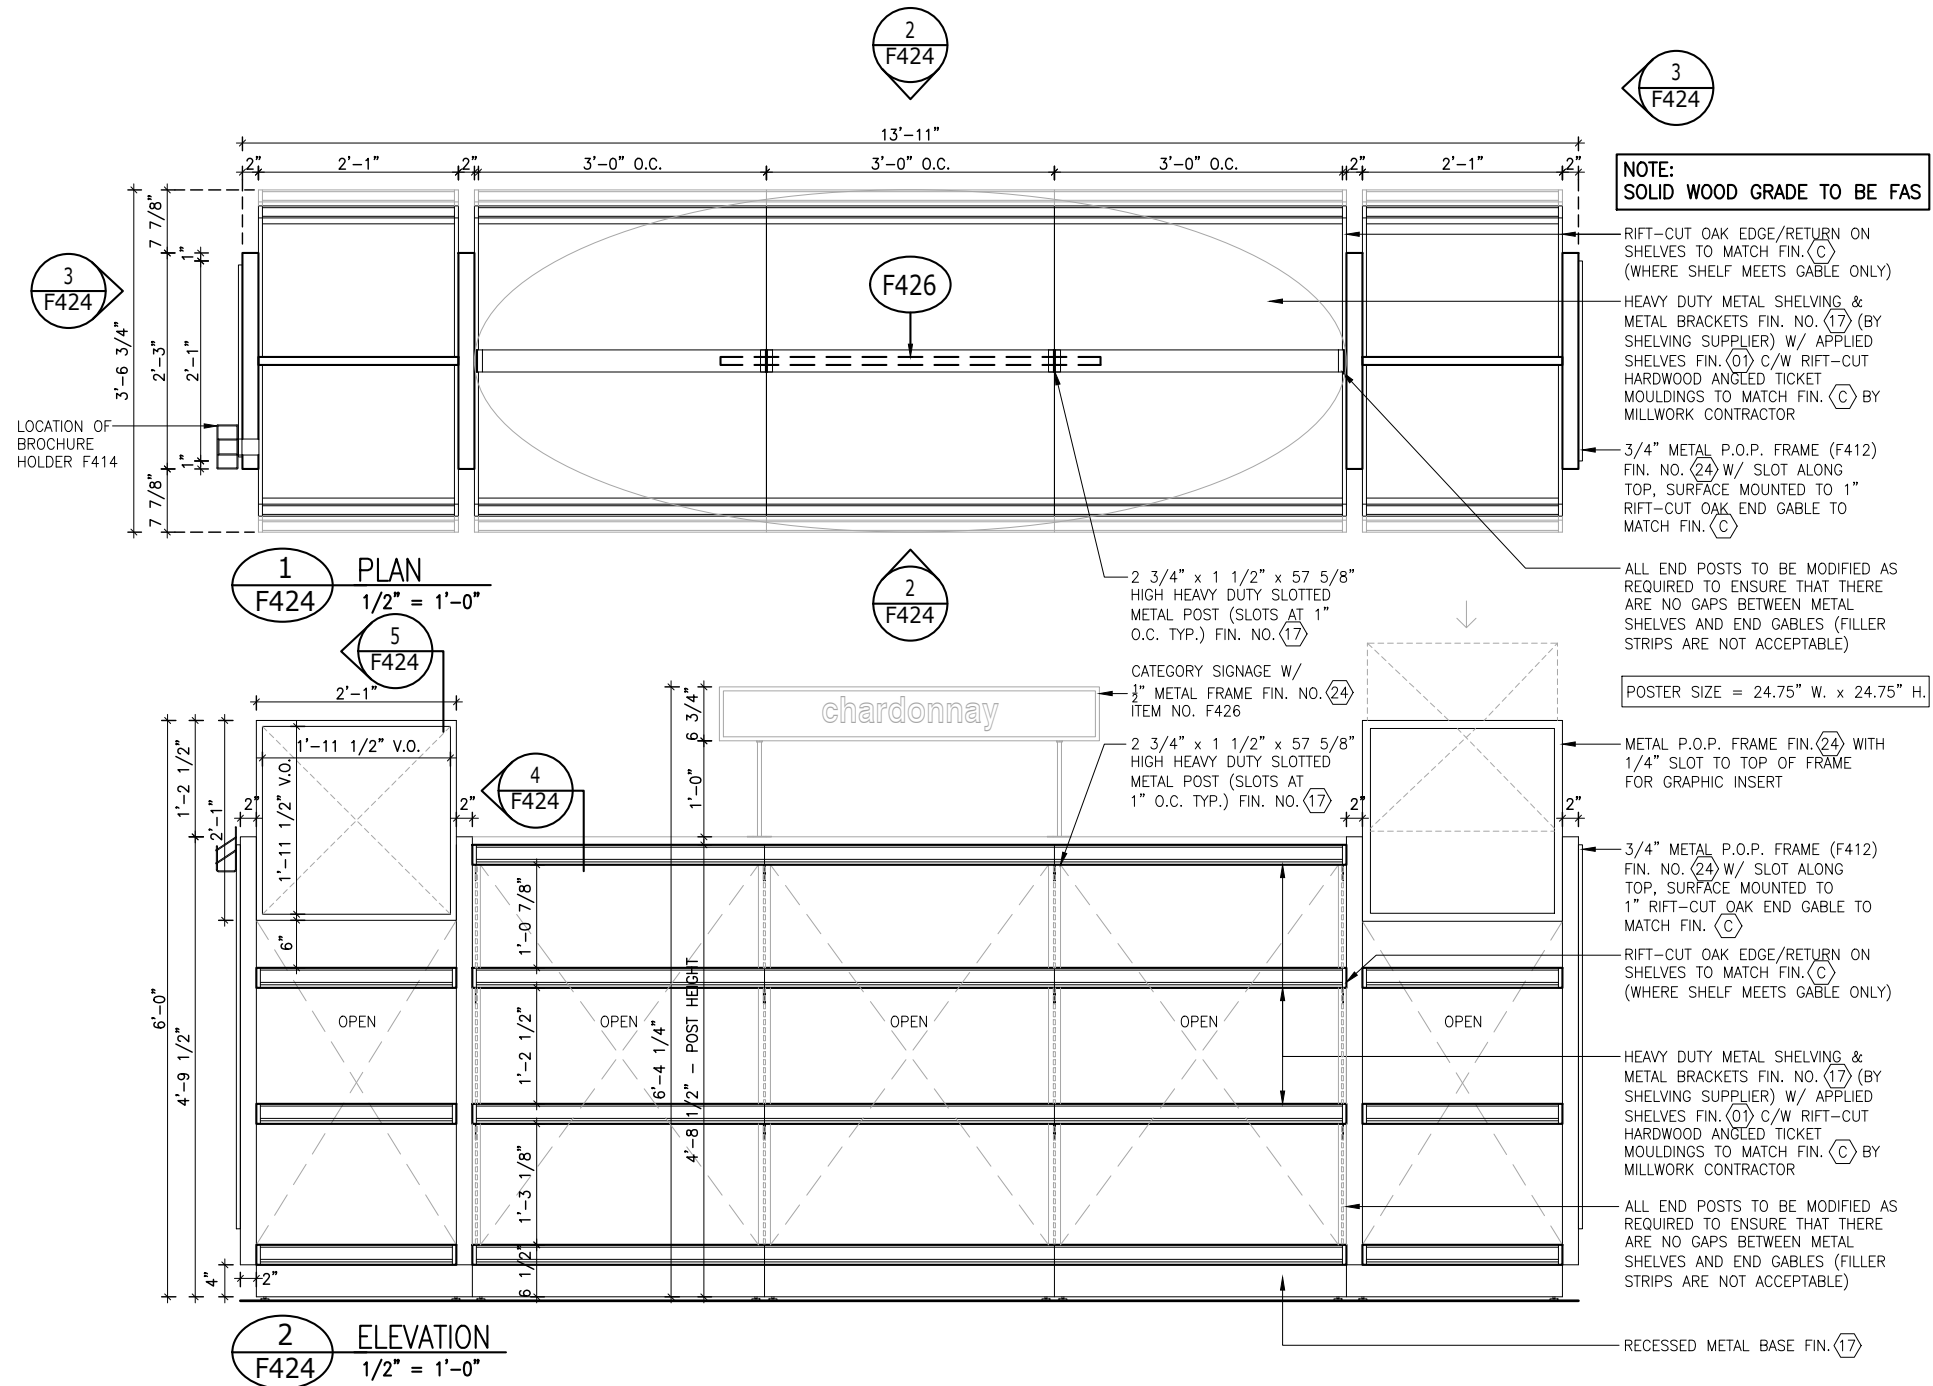 2
F424
3
F424
13'-11"
2"
2'-1"
2"
3'-0" O.C.
3'-0" O.C.
3'-0" O.C.
2"
2'-1"
2"
NOTE:
SOLID WOOD GRADE TO BE FAS
7 7/8"
1"
3
F424
3'-6 3/4"
2'-3"
2'-1"
1"
7 7/8"
F426
LOCATION OF
BROCHURE
HOLDER F414
RIFT-CUT OAK EDGE/RETURN ON
SHELVES TO MATCH FIN. C
(WHERE SHELF MEETS GABLE ONLY)
HEAVY DUTY METAL SHELVING &
METAL BRACKETS FIN. NO. 17 (BY
SHELVING SUPPLIER) W/ APPLIED
SHELVES FIN. 01 C/W RIFT-CUT
HARDWOOD ANGLED TICKET
MOULDINGS TO MATCH FIN. C BY
MILLWORK CONTRACTOR
3/4" METAL P.O.P. FRAME (F412)
FIN. NO. 24 W/ SLOT ALONG
TOP, SURFACE MOUNTED TO 1"
RIFT-CUT OAK END GABLE TO
MATCH FIN. C
ALL END POSTS TO BE MODIFIED AS
REQUIRED TO ENSURE THAT THERE
ARE NO GAPS BETWEEN METAL
SHELVES AND END GABLES (FILLER
STRIPS ARE NOT ACCEPTABLE)
1
F424
PLAN
1/2" = 1'-0"
2
F424
2 3/4" x 1 1/2" x 57 5/8"
HIGH HEAVY DUTY SLOTTED
METAL POST (SLOTS AT 1"
O.C. TYP.) FIN. NO. 17
CATEGORY SIGNAGE W/
½" METAL FRAME FIN. NO. 24
ITEM NO. F426
2 3/4" x 1 1/2" x 57 5/8"
HIGH HEAVY DUTY SLOTTED
METAL POST (SLOTS AT
1" O.C. TYP.) FIN. NO. 17
POSTER SIZE = 24.75" W. x 24.75" H.
5
F424
2'-1"
1'-11 1/2" V.O.
1'-11 1/2" V.O.
1'-2 1/2"
2'-1"
2"
2"
6"
4
F424
chardonnay
6 3/4"
1'-0"
2"
2"
6'-0"
4'-9 1/2"
4"
2"
1'-0 7/8"
1'-2 1/2"
1'-3 1/8"
6 1/2"
6'-4 1/4"
4'-8 1/2" - POST HEIGHT
OPEN
OPEN
OPEN
OPEN
OPEN
METAL P.O.P. FRAME FIN. 24 WITH
1/4" SLOT TO TOP OF FRAME
FOR GRAPHIC INSERT
3/4" METAL P.O.P. FRAME (F412)
FIN. NO. 24 W/ SLOT ALONG
TOP, SURFACE MOUNTED TO
1" RIFT-CUT OAK END GABLE TO
MATCH FIN. C
RIFT-CUT OAK EDGE/RETURN ON
SHELVES TO MATCH FIN. C
(WHERE SHELF MEETS GABLE ONLY)
HEAVY DUTY METAL SHELVING &
METAL BRACKETS FIN. NO. 17 (BY
SHELVING SUPPLIER) W/ APPLIED
SHELVES FIN. 01 C/W RIFT-CUT
HARDWOOD ANGLED TICKET
MOULDINGS TO MATCH FIN. C BY
MILLWORK CONTRACTOR
ALL END POSTS TO BE MODIFIED AS
REQUIRED TO ENSURE THAT THERE
ARE NO GAPS BETWEEN METAL
SHELVES AND END GABLES (FILLER
STRIPS ARE NOT ACCEPTABLE)
RECESSED METAL BASE FIN. 17
2
F424
ELEVATION
1/2" = 1'-0"